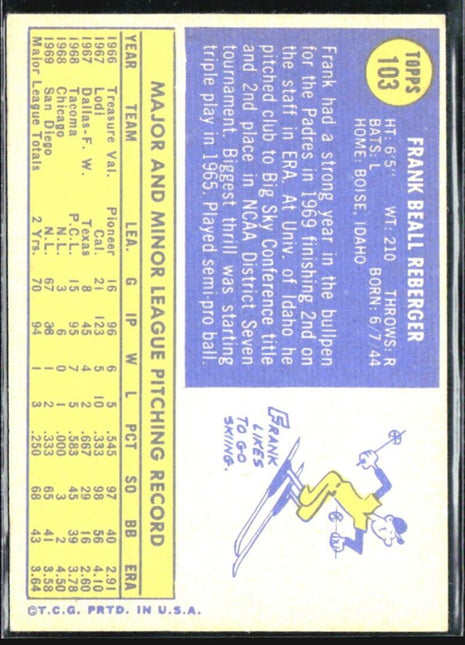 TOPPS
103
FRANK BEALL REBERGER
HT: 6'5" WT: 210 THROWS: R
BATS: L BORN: 6/7/44
HOME: BOISE, IDAHO
Frank had a strong year in the bullpen
for the Padres in 1969 finishing 2nd on
the staff in ERA. At Univ. of Idaho he
pitched club to Big Sky Conference title
and 2nd place in NCAA District Seven
tournament. Biggest thrill was starting
triple play in 1965. Played semi-pro ball.
FRANK
LIKES
TO GO
SKIING.
MAJOR AND MINOR LEAGUE PITCHING RECORD
YEAR TEAM LEA. G IP W L PCT SO BB ERA
1966 Treasure Val. Pioneer 16 96 6 5 .545 97 40 2.91
1967 Lodi Cal 21 123 5 10 .333 98 56 4.10
1967 Dallas-F. W. Texas 8 45 4 2 .667 29 16 2.60
1968 Tacoma P.C.L. 15 95 7 5 .583 45 39 3.78
1968 Chicago N.L. 3 6 0 1 .000 3 2 4.50
1969 San Diego N.L. 67 88 1 2 .333 65 41 3.58
Major League Totals 2 Yrs. 70 94 1 3 .250 68 43 3.64
©T.C.G. PRTD. IN U.S.A.